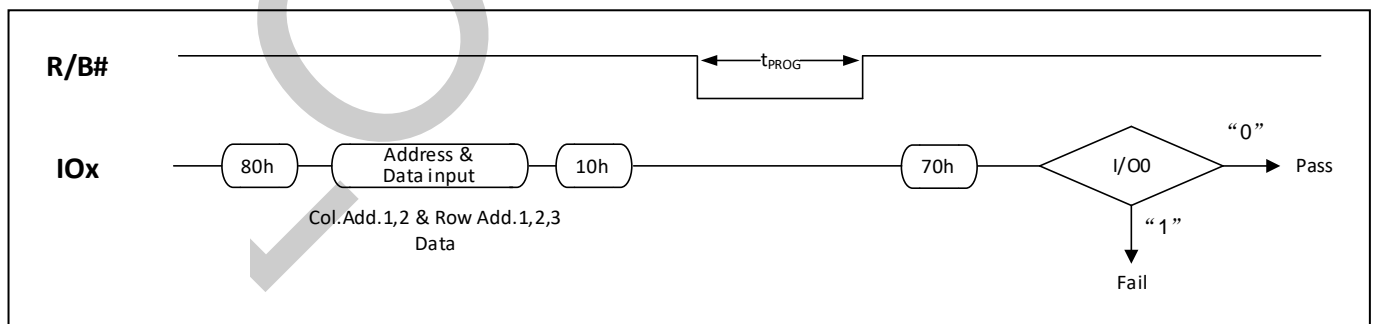 R/B#
tPROG
IOx
80h
Address &
Data input
10h
70h
I/O0
“0”
Pass
Col.Add.1,2 & Row Add.1,2,3
Data
“1”
Fail